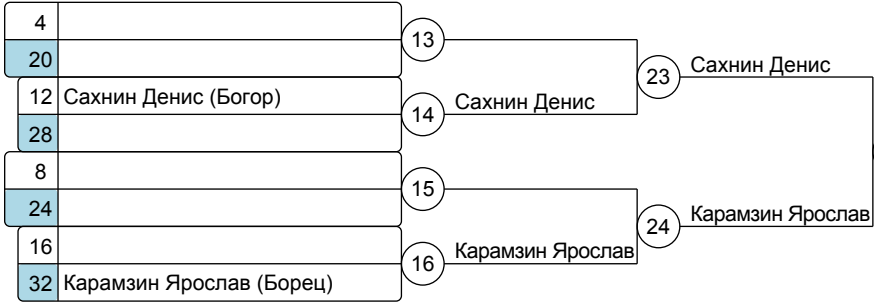 4
13
20
23
Сахнин Денис
12 Сахнин Денис (Богор)
14
Сахнин Денис
28
8
15
24
24
Карамзин Ярослав
16
16
Карамзин Ярослав
32 Карамзин Ярослав (Борец)